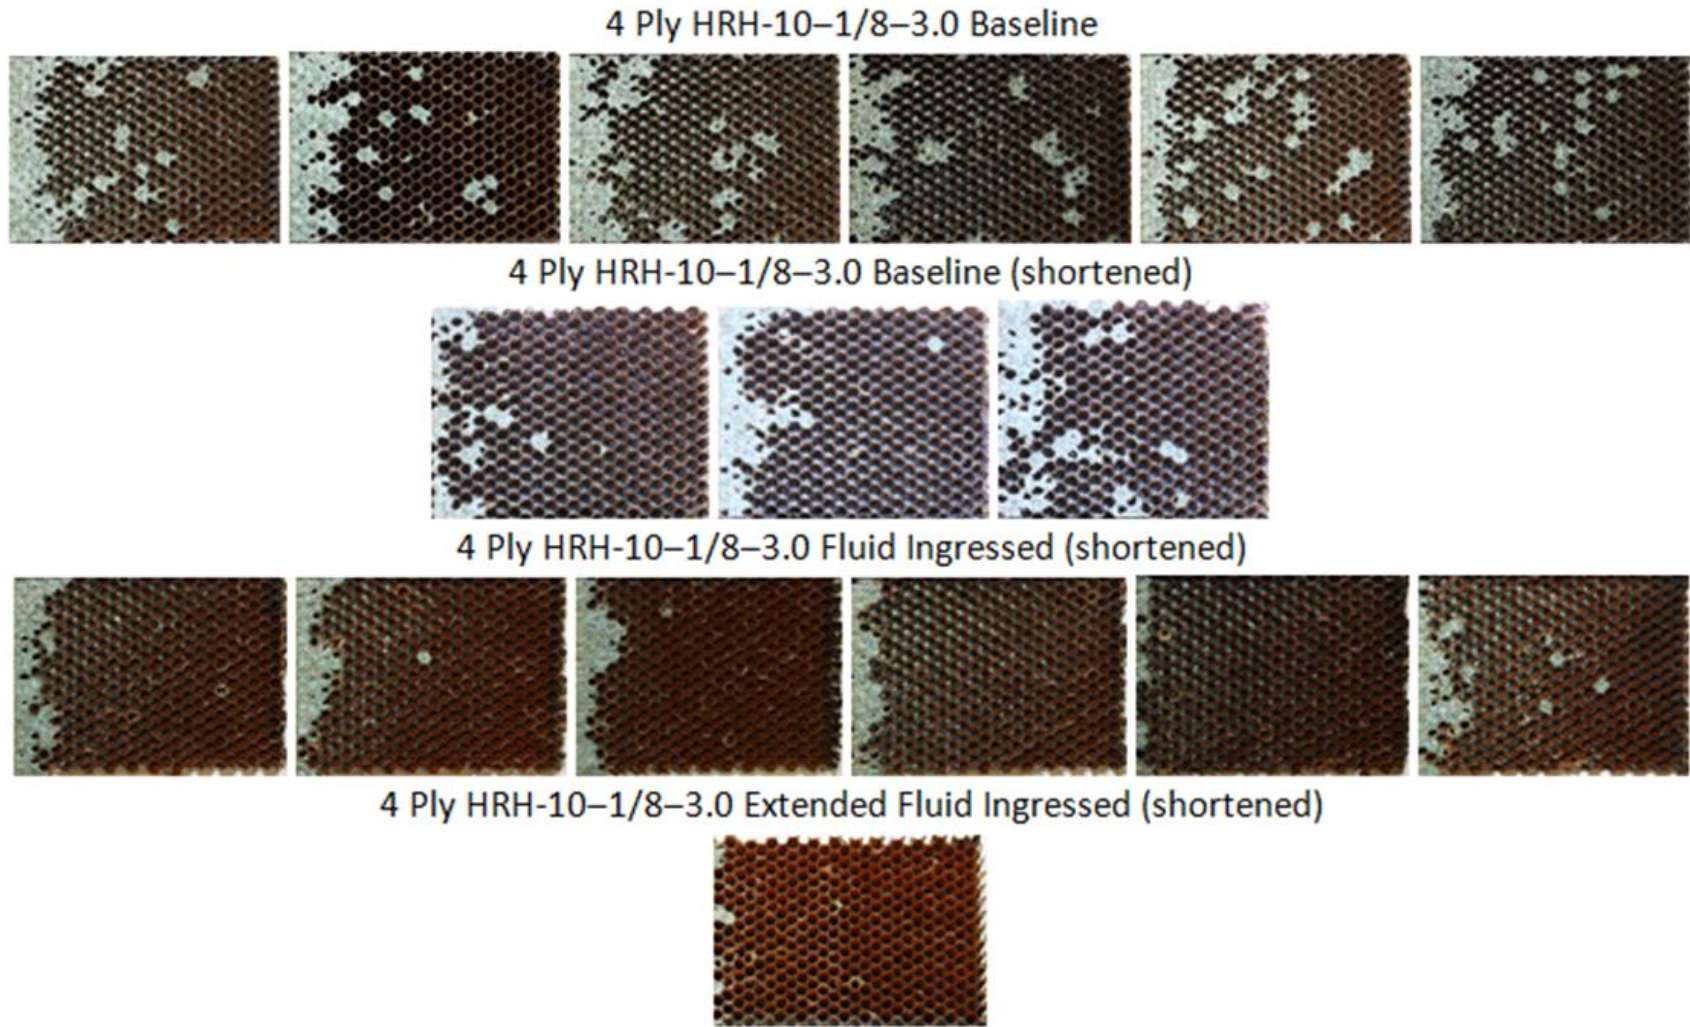 4 Ply HRH-10–1/8–3.0 Baseline
4 Ply HRH-10–1/8–3.0 Baseline (shortened)
4 Ply HRH-10–1/8–3.0 Fluid Ingressed (shortened)
4 Ply HRH-10–1/8–3.0 Extended Fluid Ingressed (shortened)